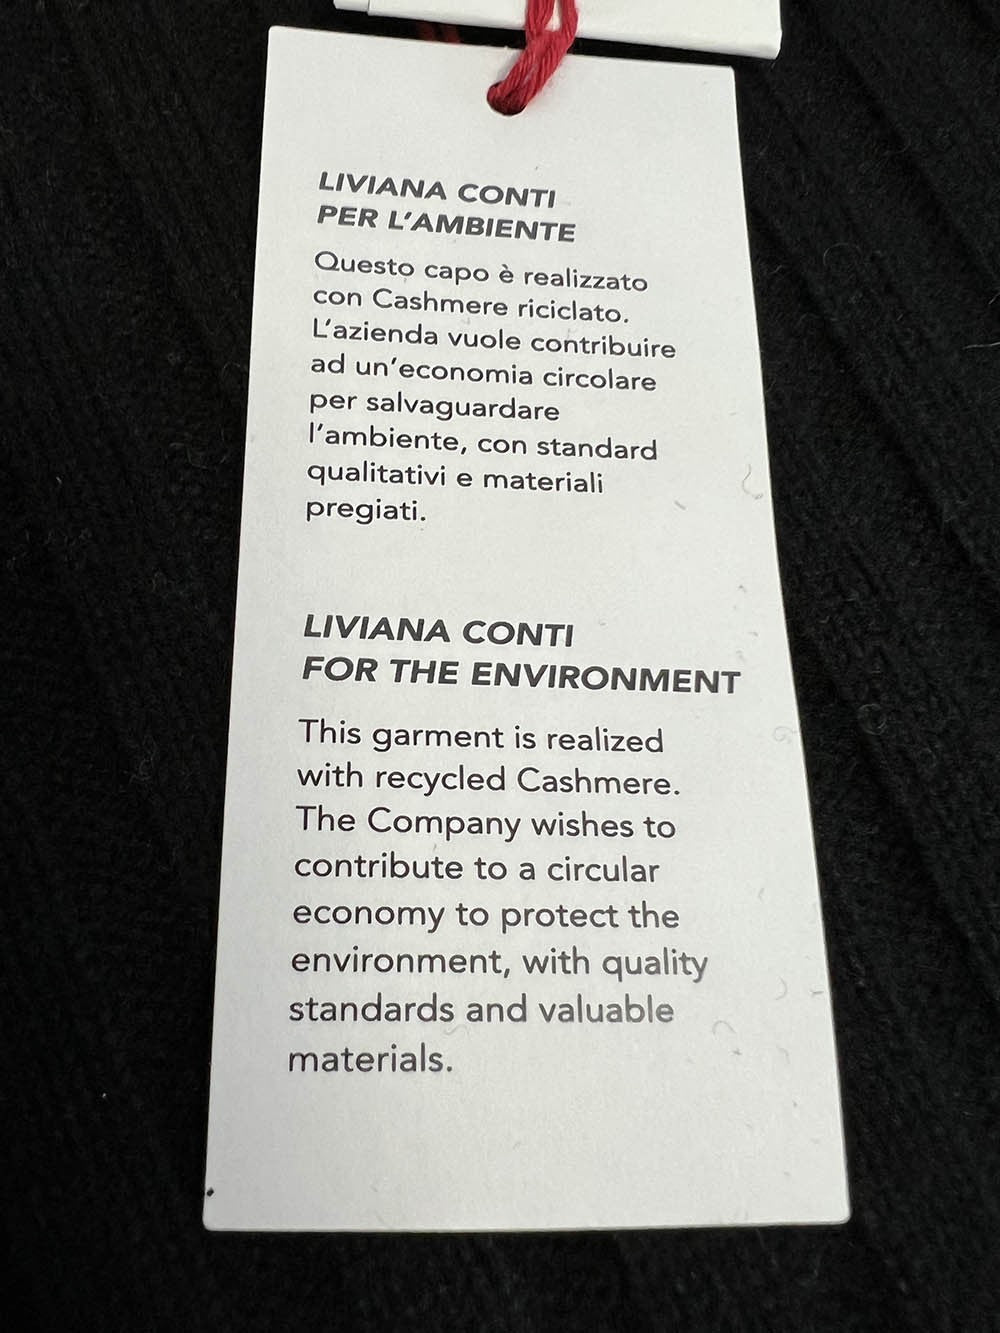 LIVIANA CONTI
PER L'AMBIENTE
Questo capo è realizzato
con Cashmere riciclato.
L'azienda vuole contribuire
ad un'economia circolare
per salvaguardare
l'ambiente, con standard
qualitativi e materiali
pregiati.
LIVIANA CONTI
FOR THE ENVIRONMENT
This garment is realized
with recycled Cashmere.
The Company wishes to
contribute to a circular
economy to protect the
environment, with quality
standards and valuable
materials.